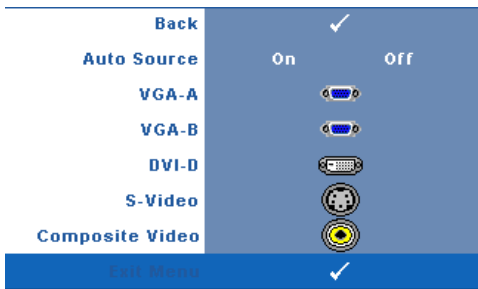 Back
Auto Source On Off
VGA-A
VGA-B
DVI-D
S-Video
Composite Video
Exit Menu